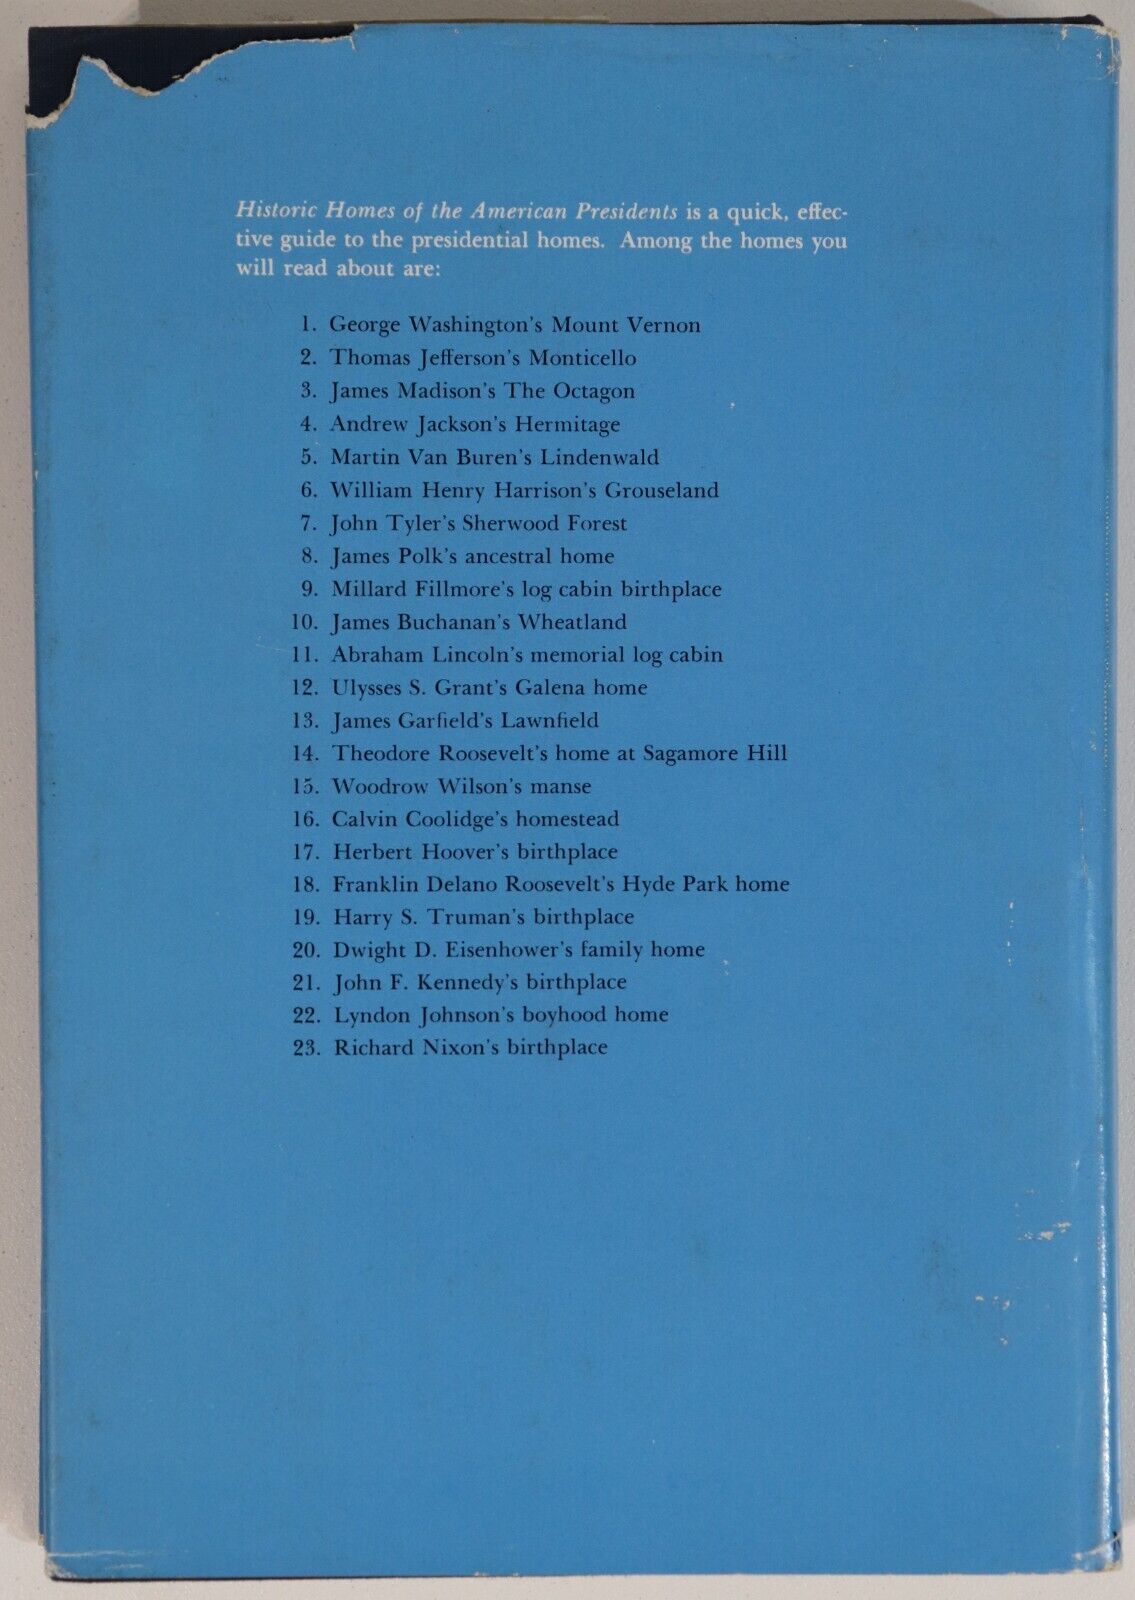 Historic Homes of the American Presidents is a quick, effec-
tive guide to the presidential homes. Among the homes you
will read about are:
1. George Washington's Mount Vernon
2. Thomas Jefferson's Monticello
3. James Madison's The Octagon
4. Andrew Jackson's Hermitage
5. Martin Van Buren's Lindenwald
6. William Henry Harrison's Grouseland
7. John Tyler's Sherwood Forest
8. James Polk's ancestral home
9. Millard Fillmore's log cabin birthplace
10. James Buchanan's Wheatland
11. Abraham Lincoln's memorial log cabin
12. Ulysses S. Grant's Galena home
13. James Garfield's Lawnfield
14. Theodore Roosevelt's home at Sagamore Hill
15. Woodrow Wilson's manse
16. Calvin Coolidge's homestead
17. Herbert Hoover's birthplace
18. Franklin Delano Roosevelt's Hyde Park home
19. Harry S. Truman's birthplace
20. Dwight D. Eisenhower's family home
21. John F. Kennedy's birthplace
22. Lyndon Johnson's boyhood home
23. Richard Nixon's birthplace